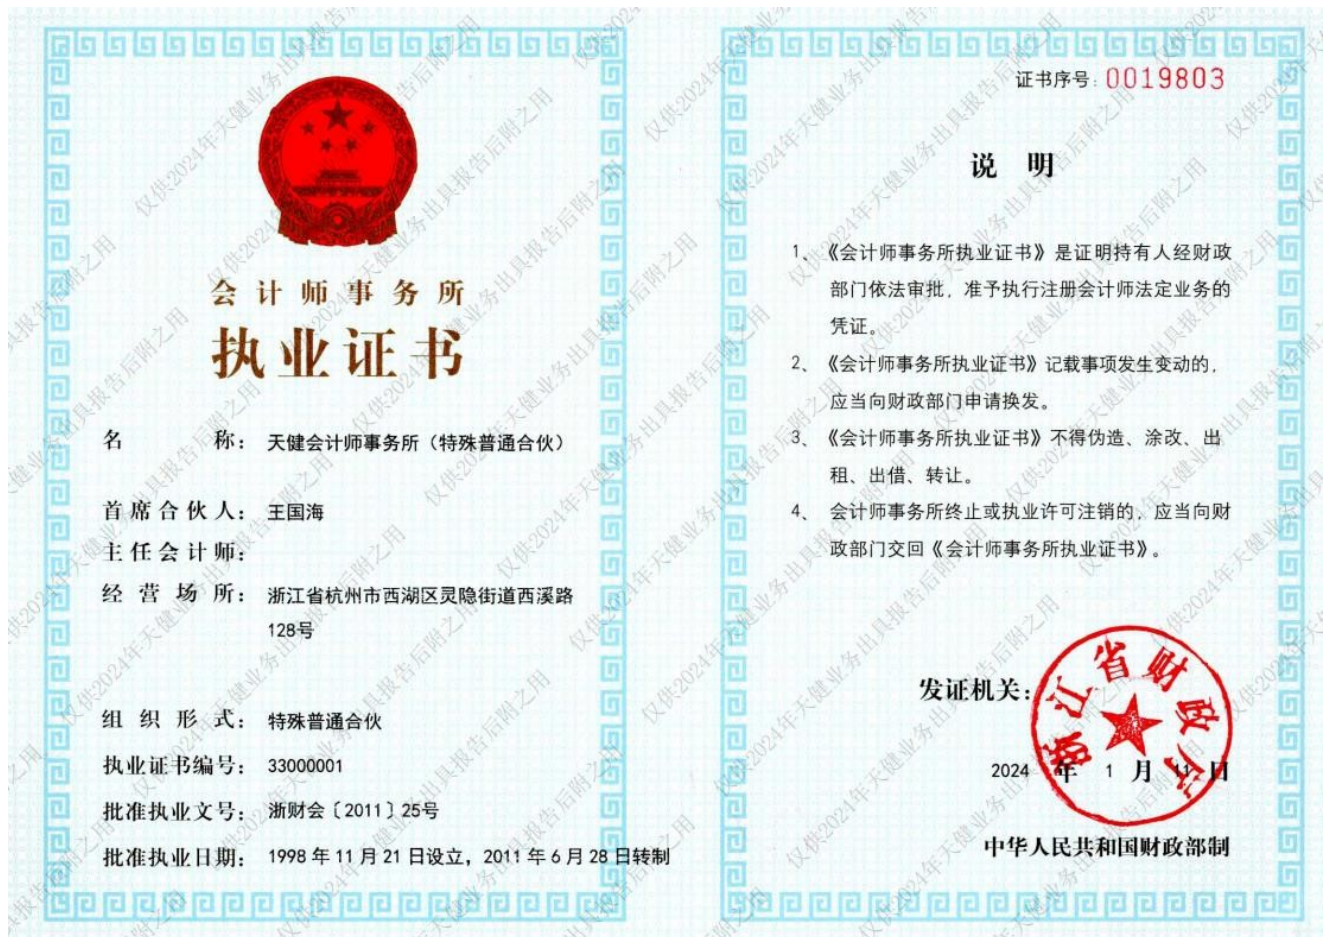 会计师事务所
执业证书
名 称： 天健会计师事务所（特殊普通合伙）
首席合伙人： 王国海
主任会计师：
经营场所： 浙江省杭州市西湖区灵隐街道西溪路
128号
组织形式： 特殊普通合伙
执业证书编号： 33000001
批准执业文号： 浙财会〔2011〕25号
批准执业日期： 1998年11月21日设立，2011年6月28日转制
证书序号：0019803
说 明
1、《会计师事务所执业证书》是证明持有人经财政
部门依法审批，准予执行注册会计师法定业务的
凭证。
2、《会计师事务所执业证书》记载事项发生变动的，
应当向财政部门申请换发。
3、《会计师事务所执业证书》不得伪造、涂改、出
租、出借、转让。
4、会计师事务所终止或执业许可注销的，应当向财
政部门交回《会计师事务所执业证书》。
发证机关：
浙江省财政厅
2024 年 1 月 11 日
中华人民共和国财政部制
仅供2024年天健业务出具报告后附之用